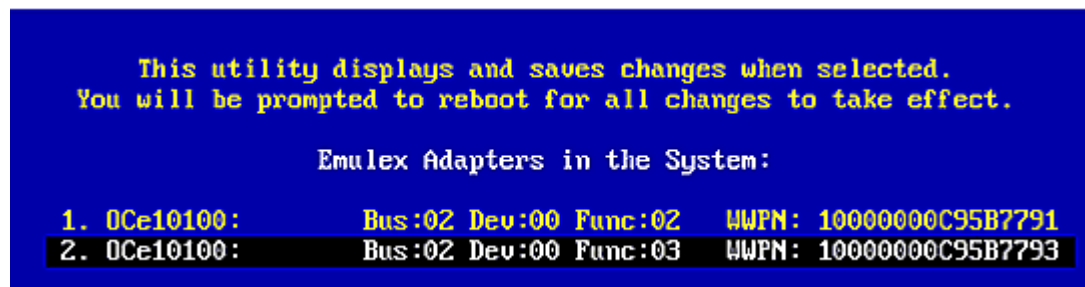 This utility displays and saves changes when selected.
You will be prompted to reboot for all changes to take effect.
Emulex Adapters in the System:
1. OCe10100: Bus:02 Dev:00 Func:02 WWPN: 10000000C95B7791
2. OCe10100: Bus:02 Dev:00 Func:03 WWPN: 10000000C95B7793